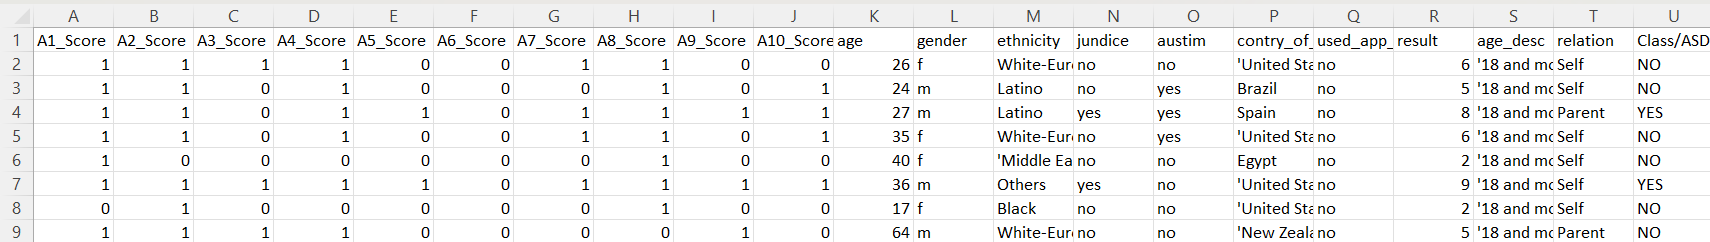 A B C D E F G H I J K L M N O P Q R S T U
1 A1_Score A2_Score A3_Score A4_Score A5_Score A6_Score A7_Score A8_Score A9_Score A10_Score age gender ethnicity jundice austim contry_of_ used_app_ result age_desc relation Class/ASD
2 1 1 1 1 0 0 1 1 0 0 26 f White-Eur no no 'United Sta no 6 '18 and mo Self NO
3 1 1 0 1 0 0 0 1 0 1 24 m Latino no yes Brazil no 5 '18 and mo Self NO
4 1 1 0 1 1 0 1 1 1 1 27 m Latino yes yes Spain no 8 '18 and mo Parent YES
5 1 1 0 1 0 0 1 1 0 1 35 f White-Eur no yes 'United Sta no 6 '18 and mo Self NO
6 1 0 0 0 0 0 0 1 0 0 40 f 'Middle Ea no no Egypt no 2 '18 and mo Self NO
7 1 1 1 1 1 0 1 1 1 1 36 m Others yes no 'United Sta no 9 '18 and mo Self YES
8 0 1 0 0 0 0 0 1 0 0 17 f Black no no 'United Sta no 2 '18 and mo Self NO
9 1 1 1 1 0 0 0 0 1 0 64 m White-Eur no no 'New Zeala no 5 '18 and mo Parent NO